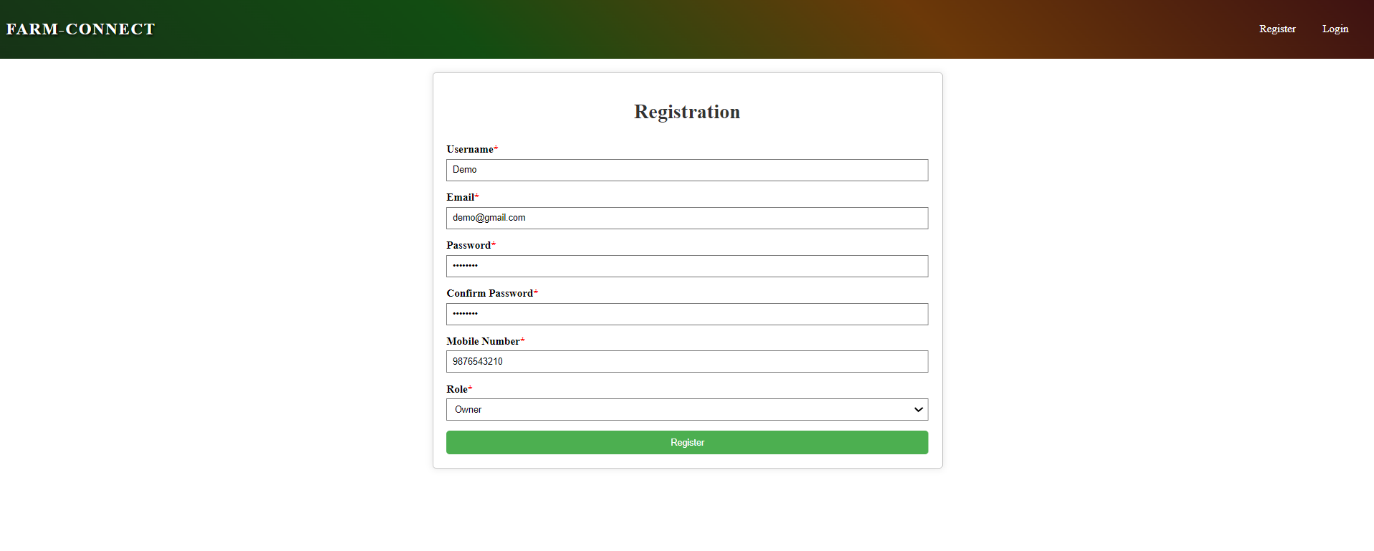 FARM-CONNECT
Register Login
Registration
Username*
Demo
Email*
demo@gmail.com
Password*
••••••••
Confirm Password*
••••••••
Mobile Number*
9876543210
Role*
Owner
Register